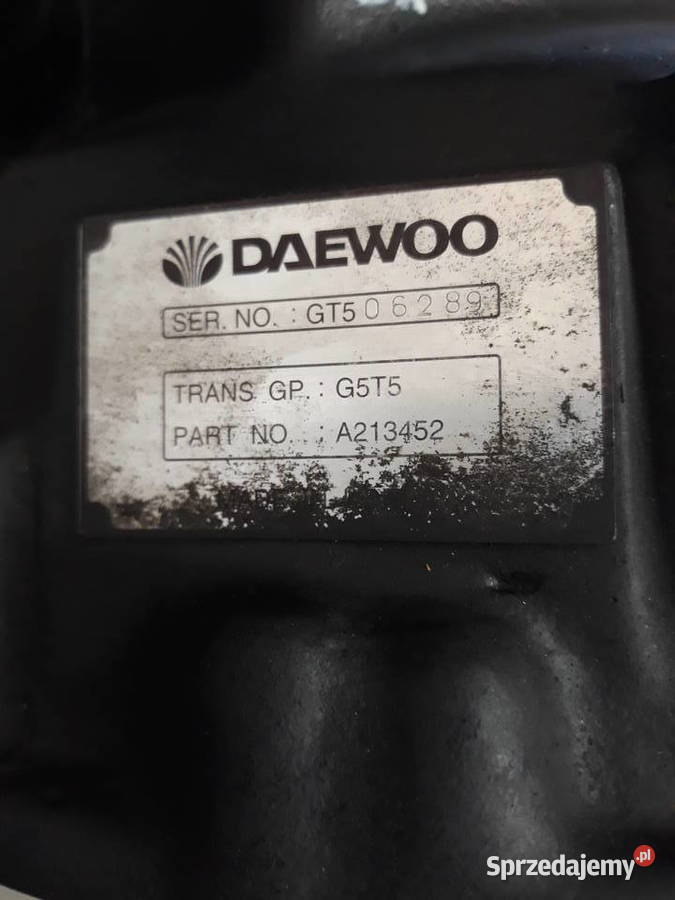 DAEWOO
SER. NO. : GT506289
TRANS. GP. : G5T5
PART NO. : A213452
Sprzedajemy.pl